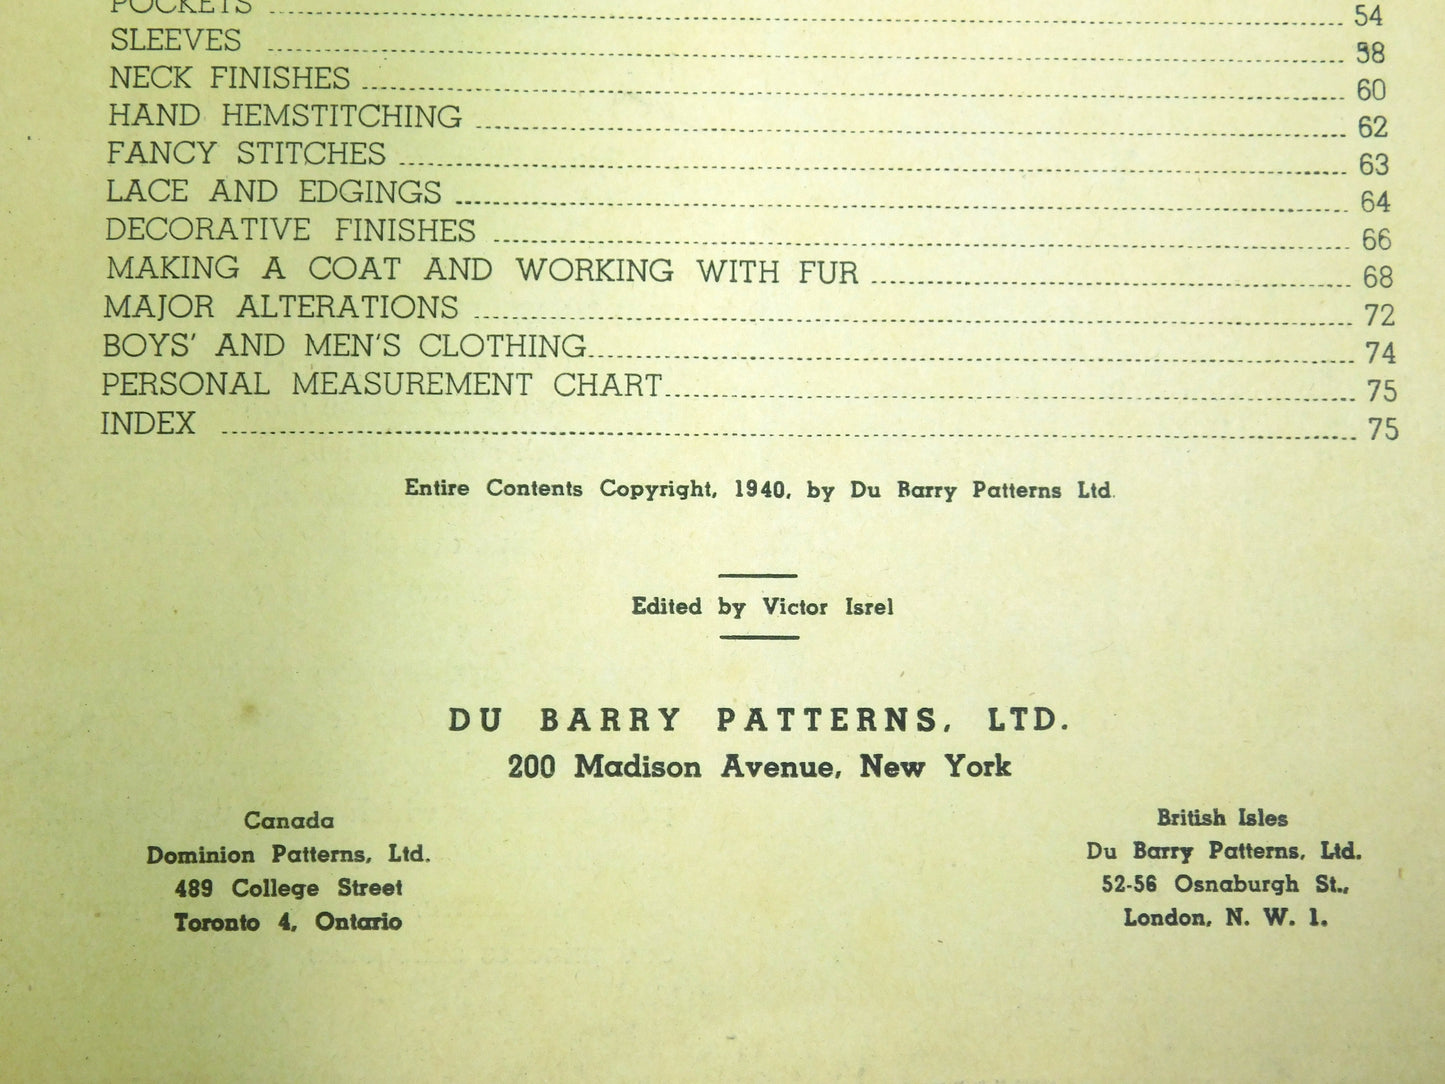 POCKETS 54
SLEEVES 58
NECK FINISHES 60
HAND HEMSTITCHING 62
FANCY STITCHES 63
LACE AND EDGINGS 64
DECORATIVE FINISHES 66
MAKING A COAT AND WORKING WITH FUR 68
MAJOR ALTERATIONS 72
BOYS' AND MEN'S CLOTHING 74
PERSONAL MEASUREMENT CHART 75
INDEX 75
Entire Contents Copyright, 1940, by Du Barry Patterns Ltd.
Edited by Victor Isrel
DU BARRY PATTERNS, LTD.
200 Madison Avenue, New York
Canada
Dominion Patterns, Ltd.
489 College Street
Toronto 4, Ontario
British Isles
Du Barry Patterns, Ltd.
52-56 Osnaburgh St.,
London, N. W. 1.